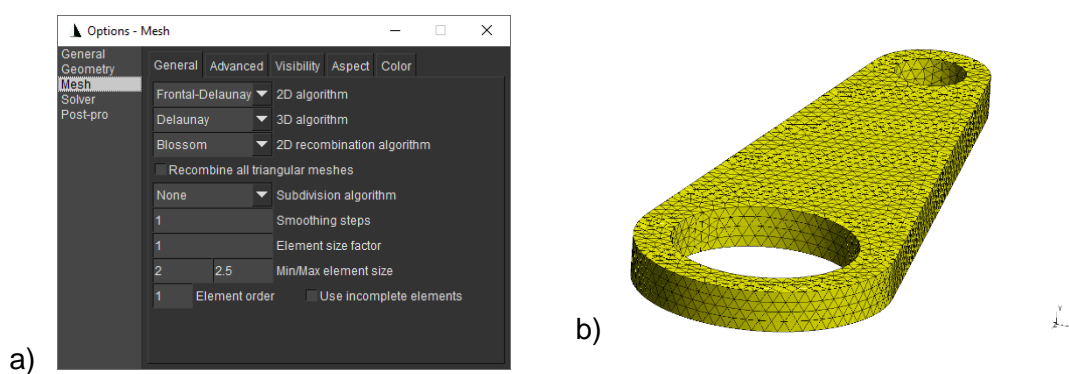 Options - Mesh
General
Geometry
Mesh
Solver
Post-pro
General Advanced Visibility Aspect Color
Frontal-Delaunay 2D algorithm
Delaunay 3D algorithm
Blossom 2D recombination algorithm
Recombine all triangular meshes
None Subdivision algorithm
1 Smoothing steps
1 Element size factor
2 2.5 Min/Max element size
1 Element order Use incomplete elements
a)
b)
Y